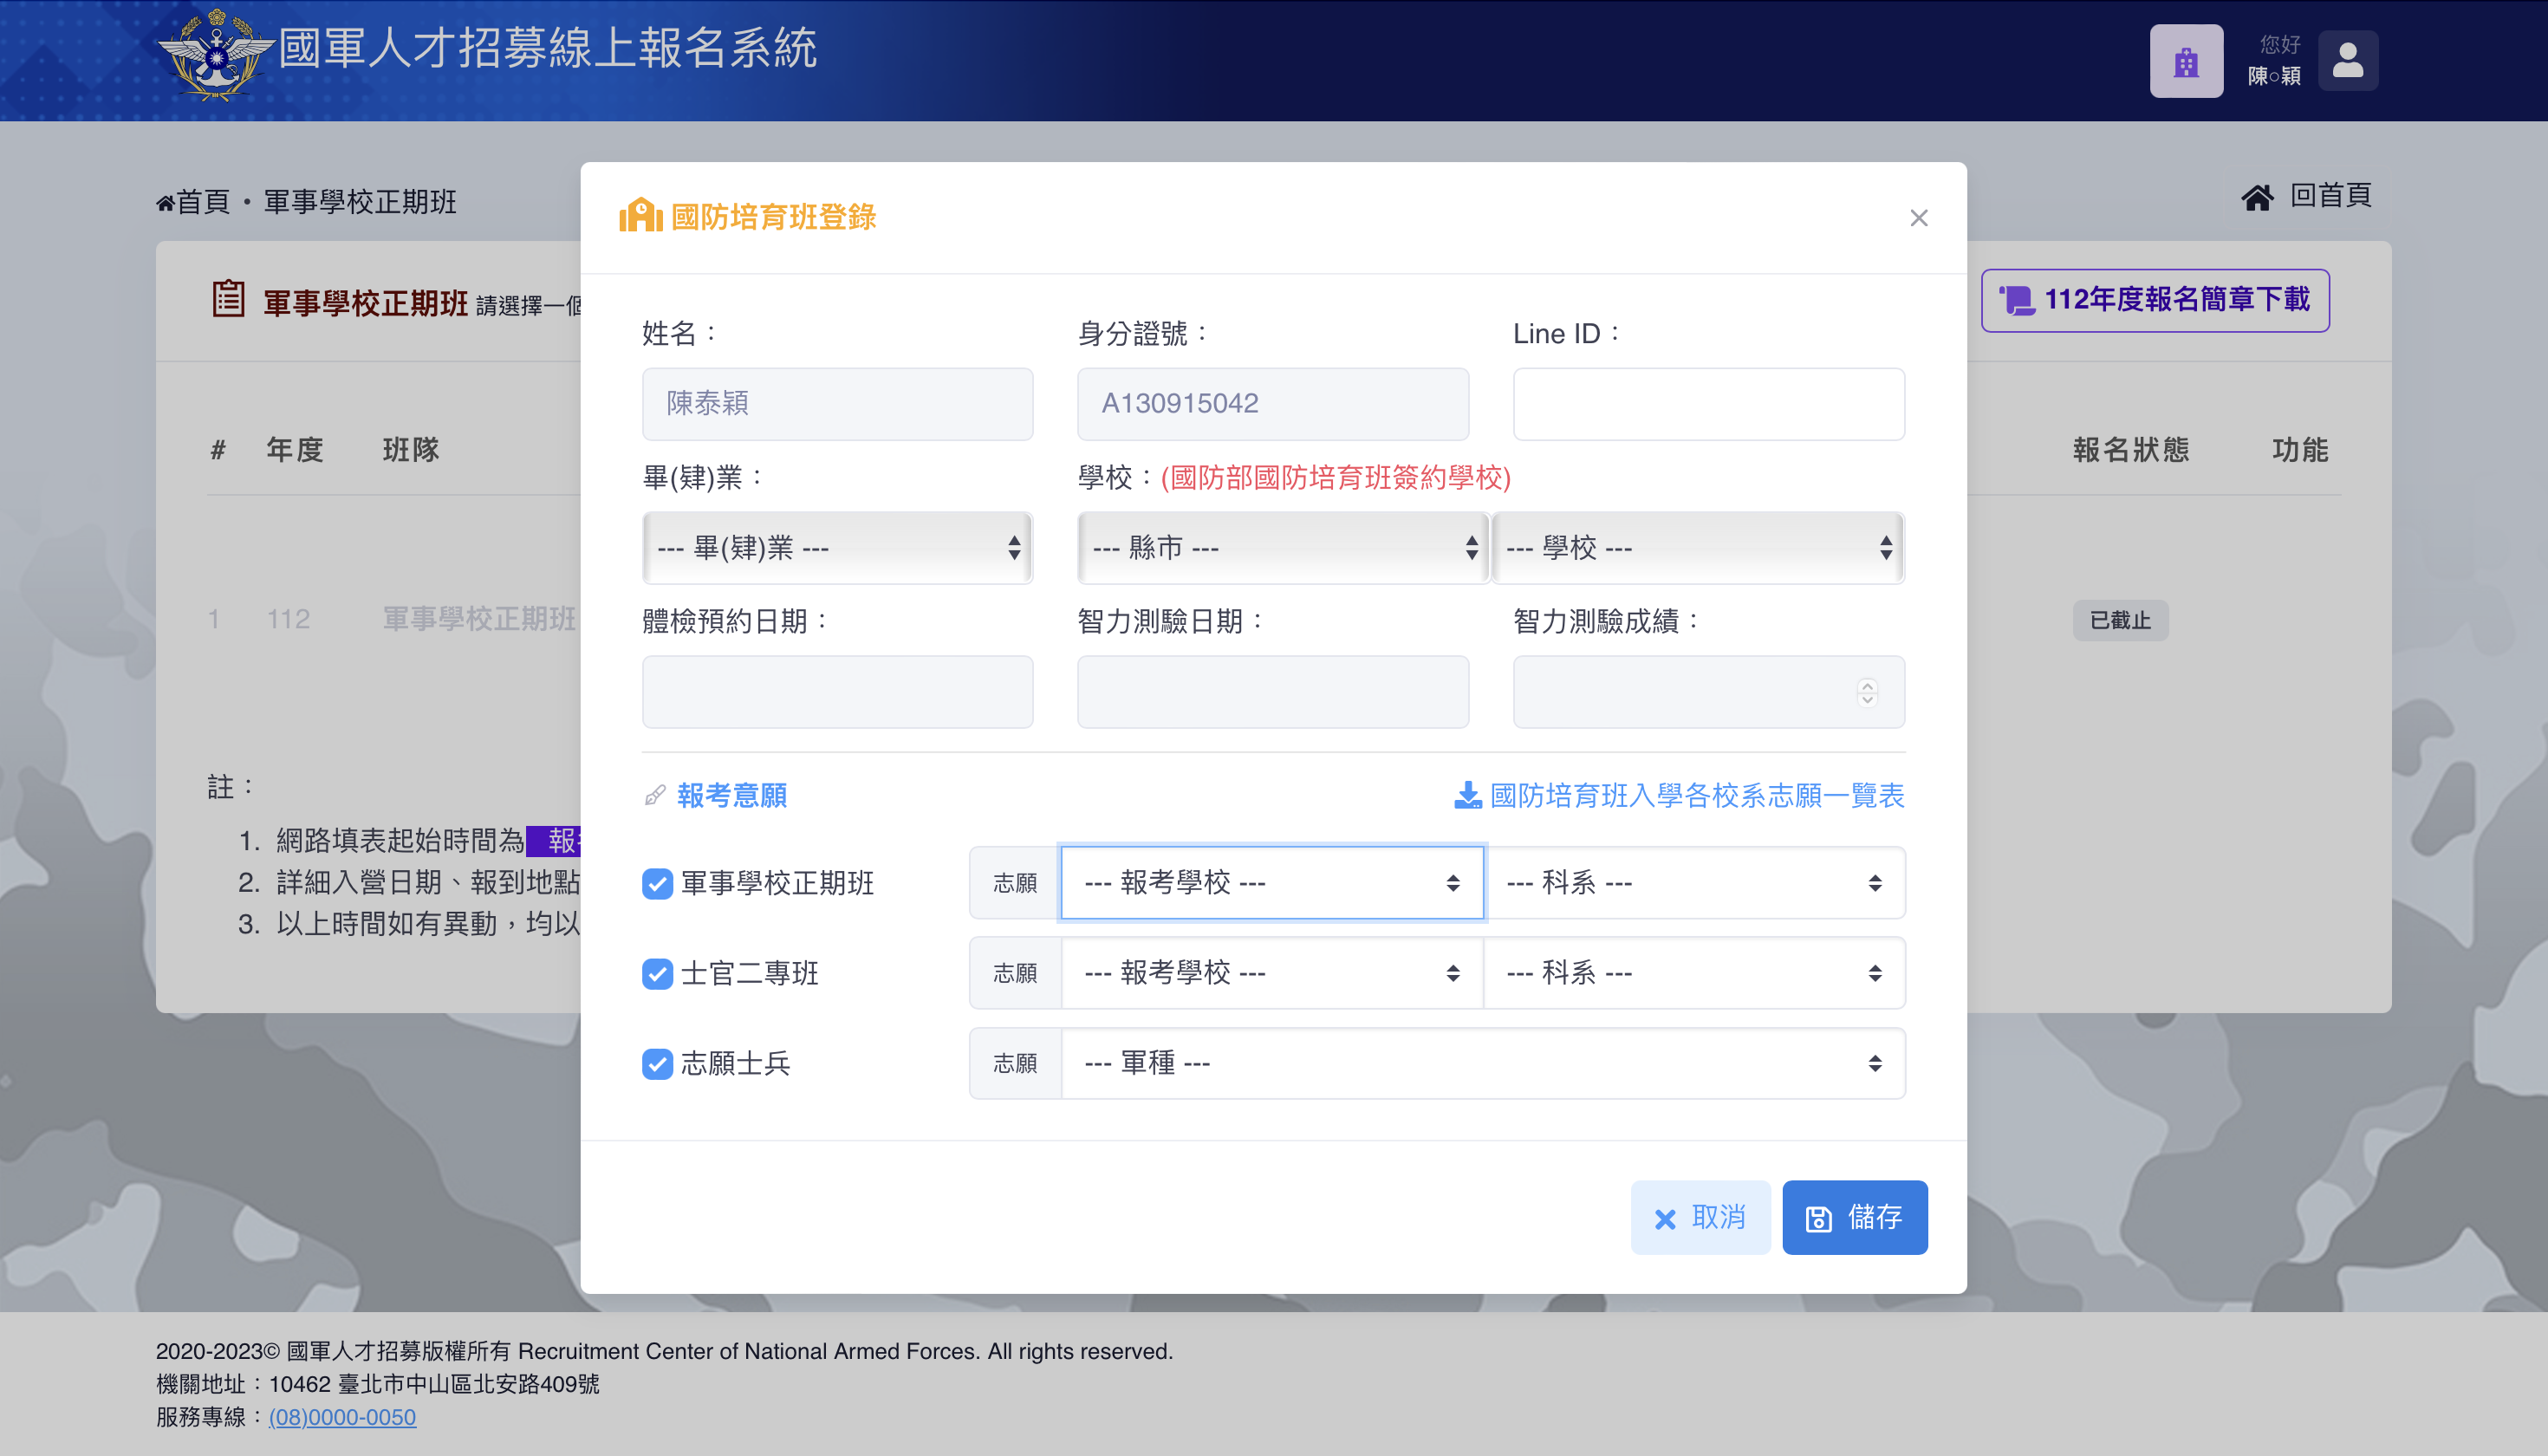 國軍人才招募線上報名系統
您好
陳○穎
首頁・軍事學校正期班
回首頁
軍事學校正期班 請選擇一
112年度報名簡章下載
# 年度 班隊 報名狀態 功能
1 112 軍事學校正期班 已截止
註：
1. 網路填表起始時間為
2. 詳細入營日期、報到地點
3. 以上時間如有異動，均以
國防培育班登錄
姓名： 身分證號： Line ID：
陳泰穎 A130915042
畢(肄)業： 學校：(國防部國防培育班簽約學校)
--- 畢(肄)業 --- --- 縣市 --- --- 學校 ---
體檢預約日期： 智力測驗日期： 智力測驗成績：
報考意願 國防培育班入學各校系志願一覽表
軍事學校正期班 志願 --- 報考學校 --- --- 科系 ---
士官二專班 志願 --- 報考學校 --- --- 科系 ---
志願士兵 志願 --- 軍種 ---
取消 儲存
2020-2023© 國軍人才招募版權所有 Recruitment Center of National Armed Forces. All rights reserved.
機關地址：10462 臺北市中山區北安路409號
服務專線：(08)0000-0050